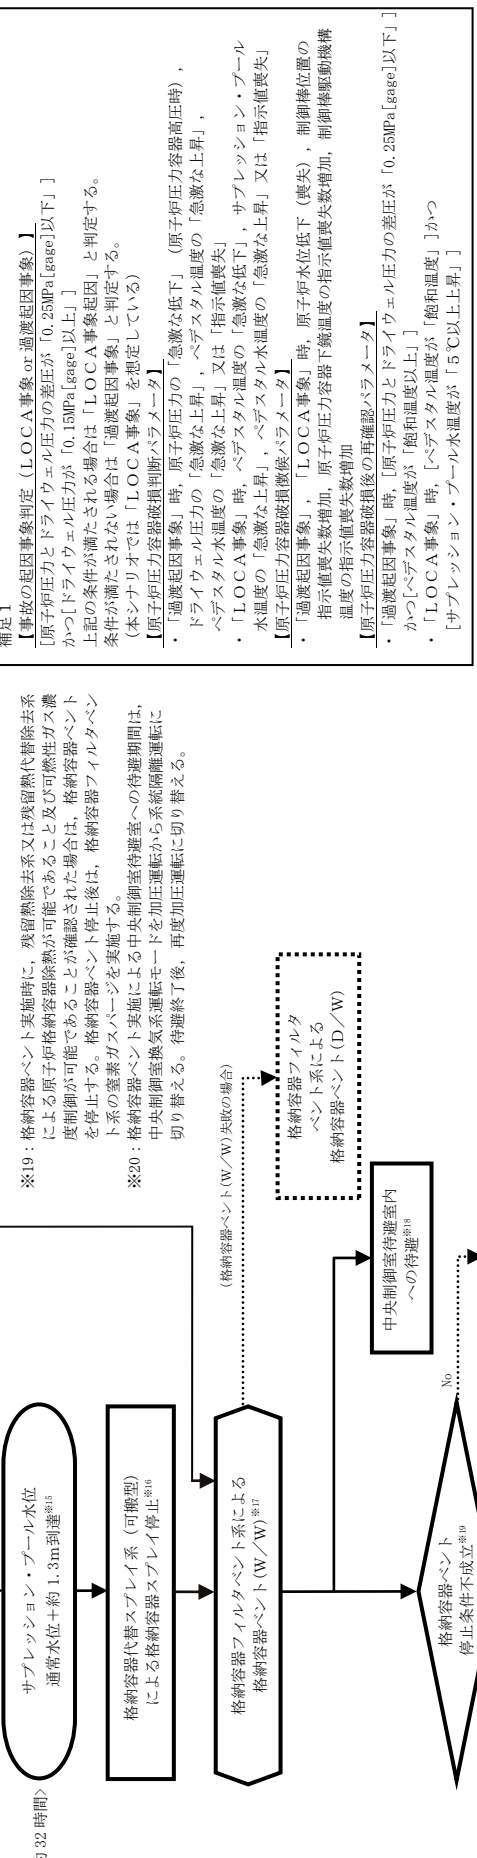 約 32 時間>
サプレッション・プール水位
通常水位＋約 1.3m到達※15
格納容器代替スプレイ系（可搬型）
による格納容器スプレイ停止※16
格納容器フィルタベント系による
格納容器ベント(W／W)※17
(格納容器ベント(W／W)失敗の場合)
格納容器フィルタ
ベント系による
格納容器ベント(D／W)
中央制御室待避室内
への待避※18
格納容器ベント
停止条件不成立※19
No
※19：格納容器ベント実施時に，残留熱除去系又は残留熱代替除去系
による原子炉格納容器除熱が可能であること及び可燃性ガス濃
度制御が可能であることが確認された場合は，格納容器ベント
を停止する。格納容器ベント停止後は，格納容器フィルタベン
ト系の窒素ガスパージを実施する。
※20：格納容器ベント実施による中央制御室待避室への待避期間は，
中央制御室換気系運転モードを加圧運転から系統隔離運転に
切り替える。待避終了後，再度加圧運転に切り替える。
補足1
【事故の起因事象判定（ＬＯＣＡ事象 or 過渡起因事象）】
[原子炉圧力とドライウェル圧力の差圧が「0.25MPa[gage]以下」]
かつ[ドライウェル圧力が「0.15MPa[gage]以上」]
上記の条件が満たされる場合は「ＬＯＣＡ事象起因」と判定する。
条件が満たされない場合は「過渡起因事象」と判定する。
（本シナリオでは「ＬＯＣＡ事象」を想定している）
【原子炉圧力容器破損判断パラメータ】
・「過渡起因事象」時，原子炉圧力の「急激な低下」（原子炉圧力容器高圧時），
ドライウェル圧力の「急激な上昇」，ペデスタル温度の「急激な上昇」，
ペデスタル水温度の「急激な上昇」又は「指示値喪失」
・「ＬＯＣＡ事象」時，ペデスタル温度の「急激な低下」，サプレッション・プール
水温度の「急激な上昇」，ペデスタル水温度の「急激な上昇」又は「指示値喪失」
【原子炉圧力容器破損徴候パラメータ】
・「過渡起因事象」，「ＬＯＣＡ事象」時，原子炉水位低下（喪失），制御棒位置の
指示値喪失数増加，原子炉圧力容器下鏡温度の指示値喪失数増加，制御棒駆動機構
温度の指示値喪失数増加
【原子炉圧力容器破損後の再確認パラメータ】
・「過渡起因事象」時，[原子炉圧力とドライウェル圧力の差圧が「0.25MPa[gage]以下」]
かつ[ペデスタル温度が「飽和温度以上」]
・「ＬＯＣＡ事象」時，[ペデスタル温度が「飽和温度」]かつ
[サプレッション・プール水温度が「5℃以上上昇」]